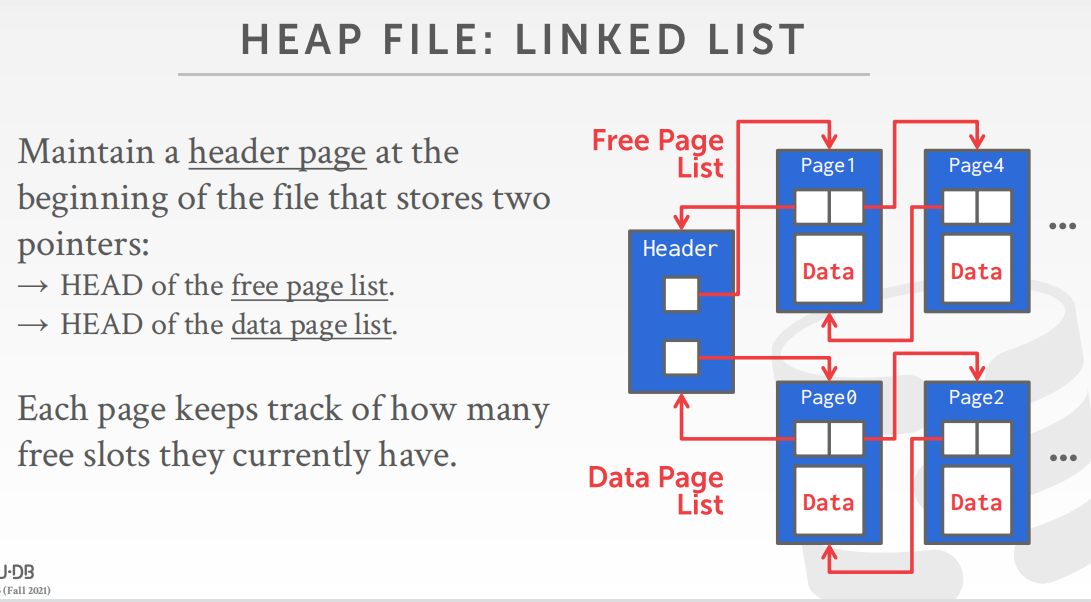 HEAP FILE: LINKED LIST
Maintain a header page at the
beginning of the file that stores two
pointers:
→ HEAD of the free page list.
→ HEAD of the data page list.
Each page keeps track of how many
free slots they currently have.
Free Page
List
Header
Page1
Data
Page4
Data
•••
Data Page
List
Page0
Data
Page2
Data
•••
U·DB
(Fall 2021)